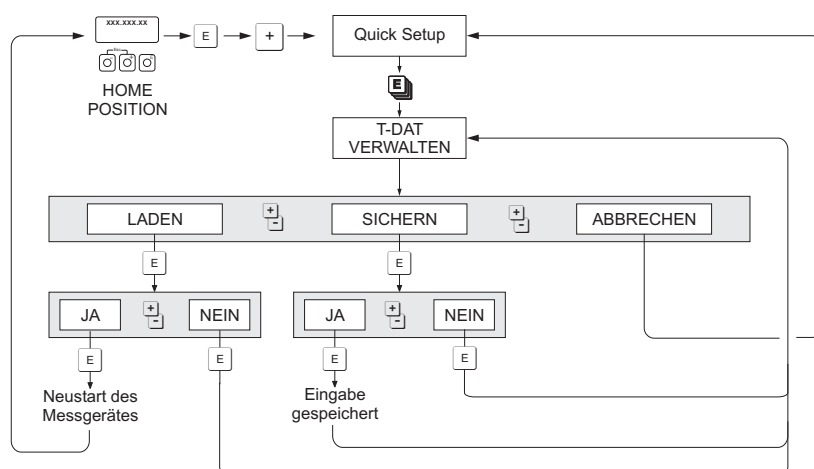 XXX.XXX.XX
Esc
E
+
-
+
E
HOME
POSITION
E
+
Quick Setup
E
T-DAT
VERWALTEN
LADEN
+
-
SICHERN
+
-
ABBRECHEN
E
E
JA
+
-
NEIN
JA
+
-
NEIN
E
E
E
E
Neustart des
Messgerätes
Eingabe
gespeichert